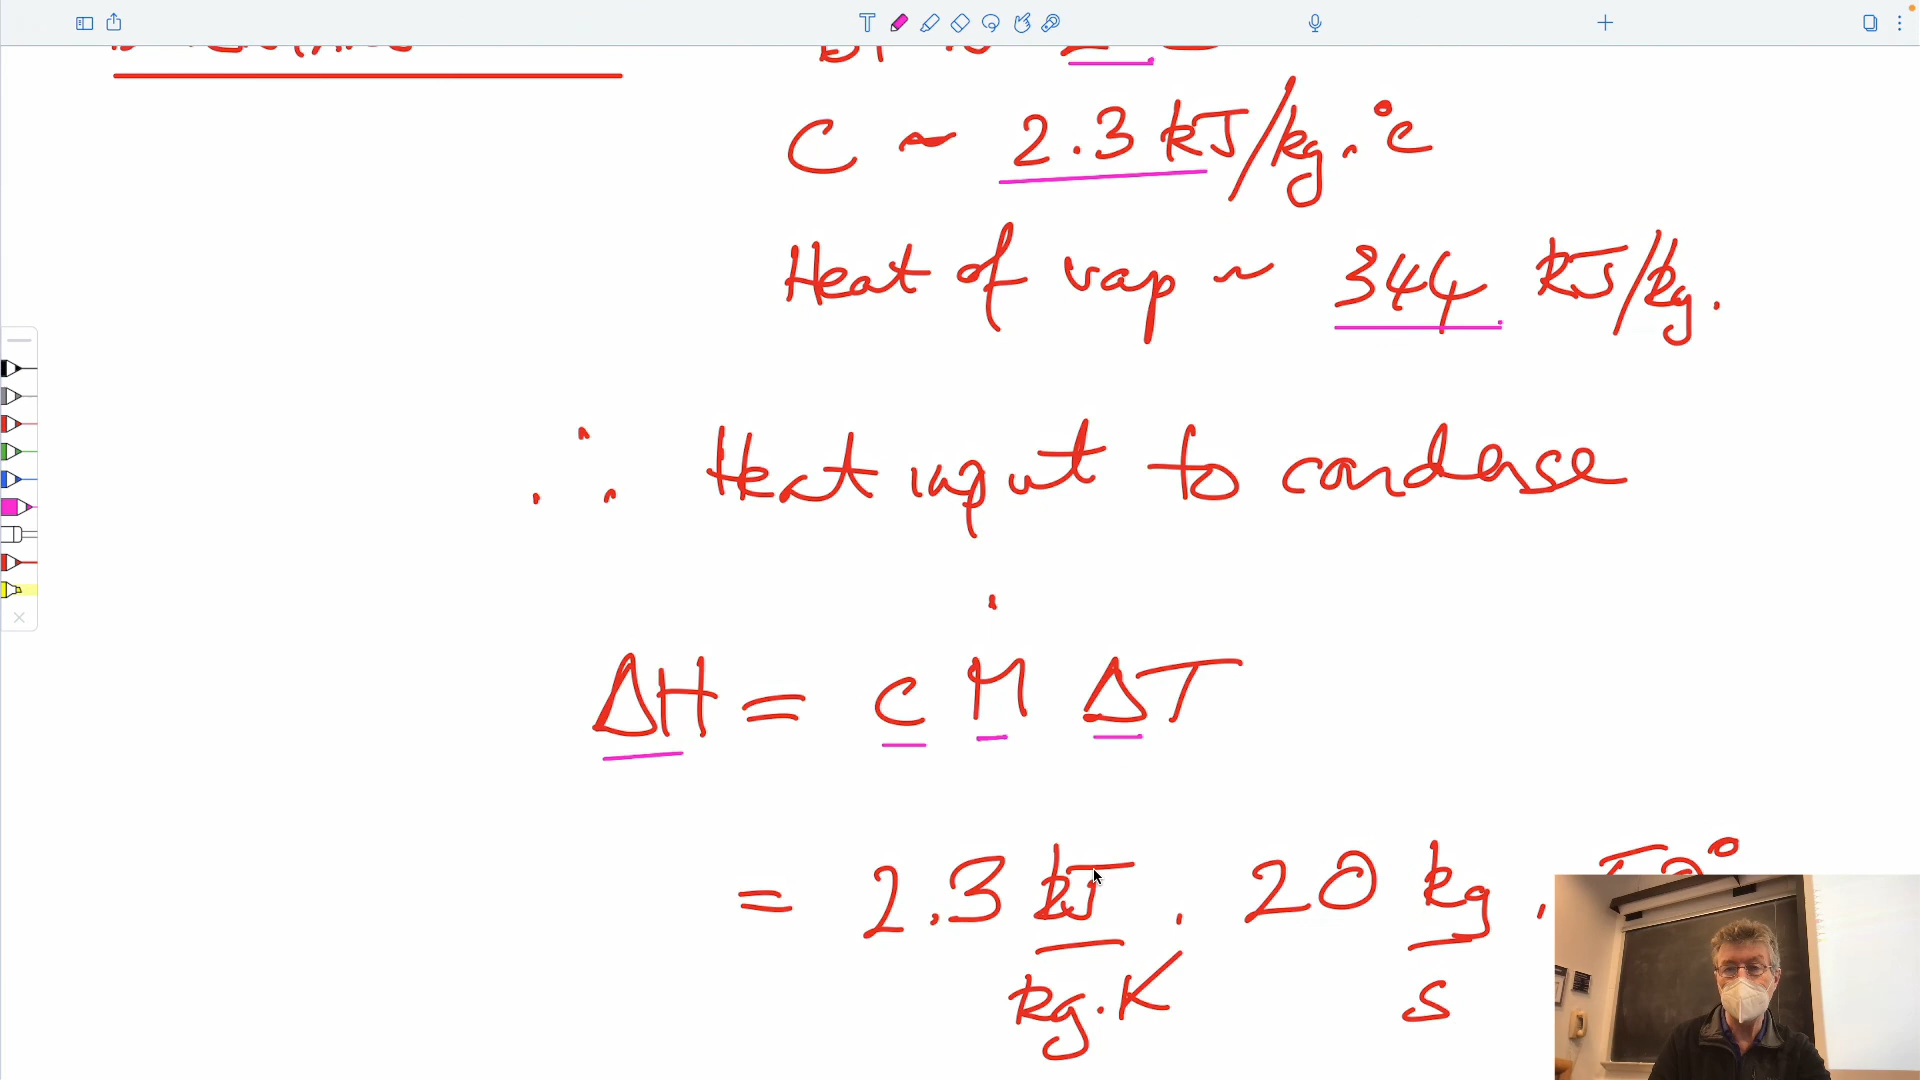 C ~ 2.3 kJ/kg.°C
Heat of vap ~ 344 kJ/kg.
∴ Heat input to condense
ΔH = c Ṁ ΔT
= 2.3 kJ/kg.K . 20 kg/s .